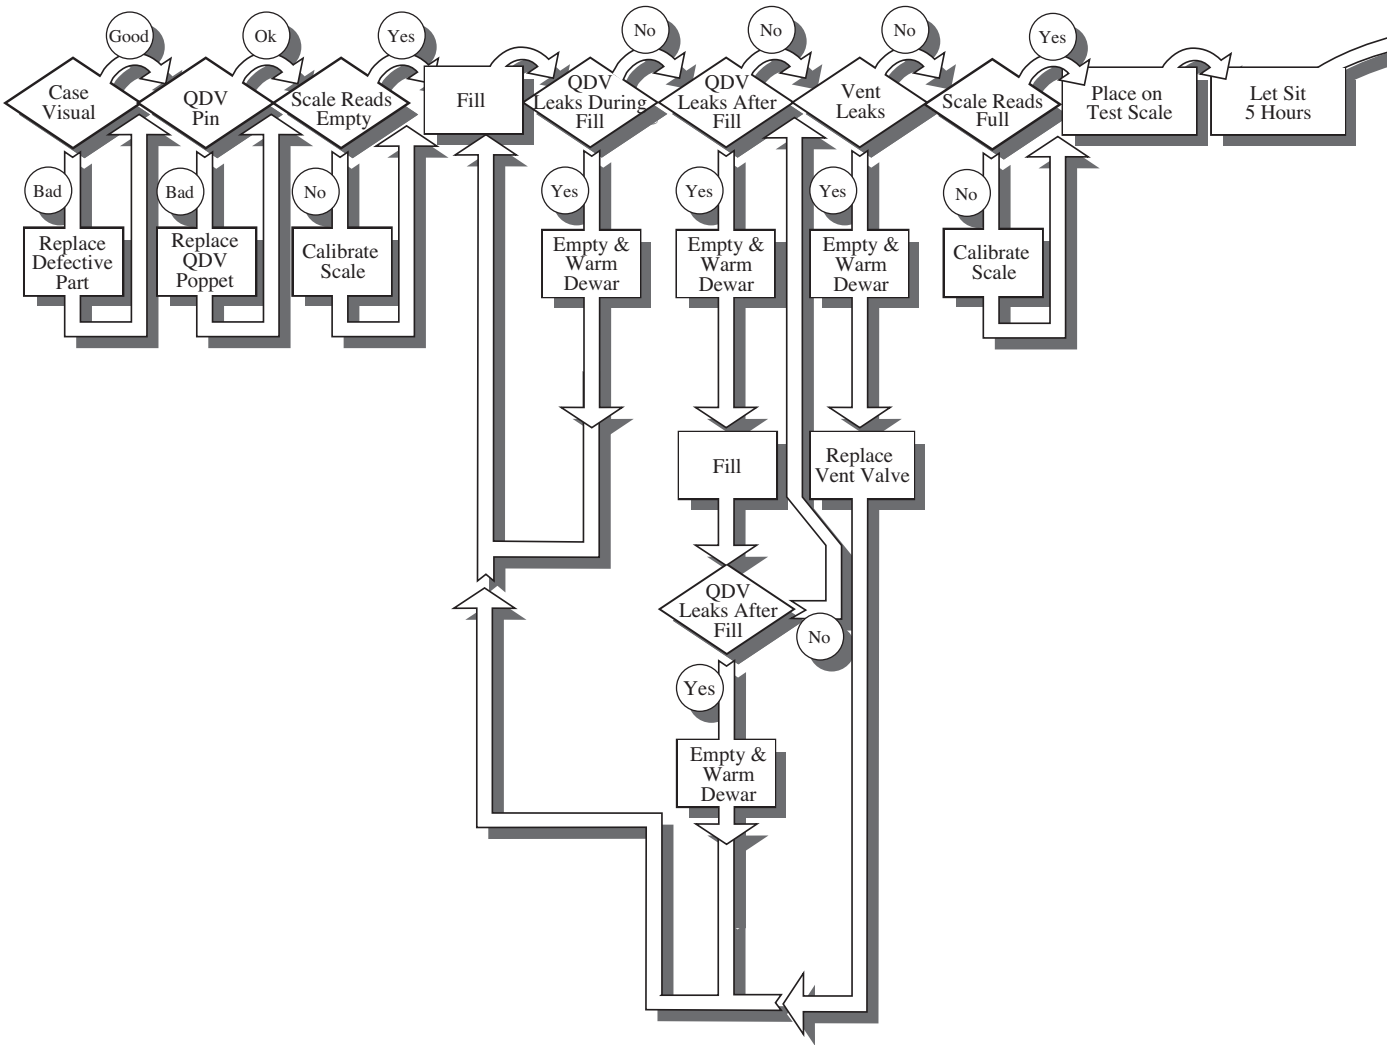 Good
Ok
Yes
No
No
No
Yes
Case
Visual
QDV
Pin
Scale Reads
Empty
Fill
QDV
Leaks During
Fill
QDV
Leaks After
Fill
Vent
Leaks
Scale Reads
Full
Place on
Test Scale
Let Sit
5 Hours
Bad
Bad
No
Yes
Yes
Yes
No
Replace
Defective
Part
Replace
QDV
Poppet
Calibrate
Scale
Empty &
Warm
Dewar
Empty &
Warm
Dewar
Empty &
Warm
Dewar
Calibrate
Scale
Fill
Replace
Vent Valve
QDV
Leaks After
Fill
No
Yes
Empty &
Warm
Dewar